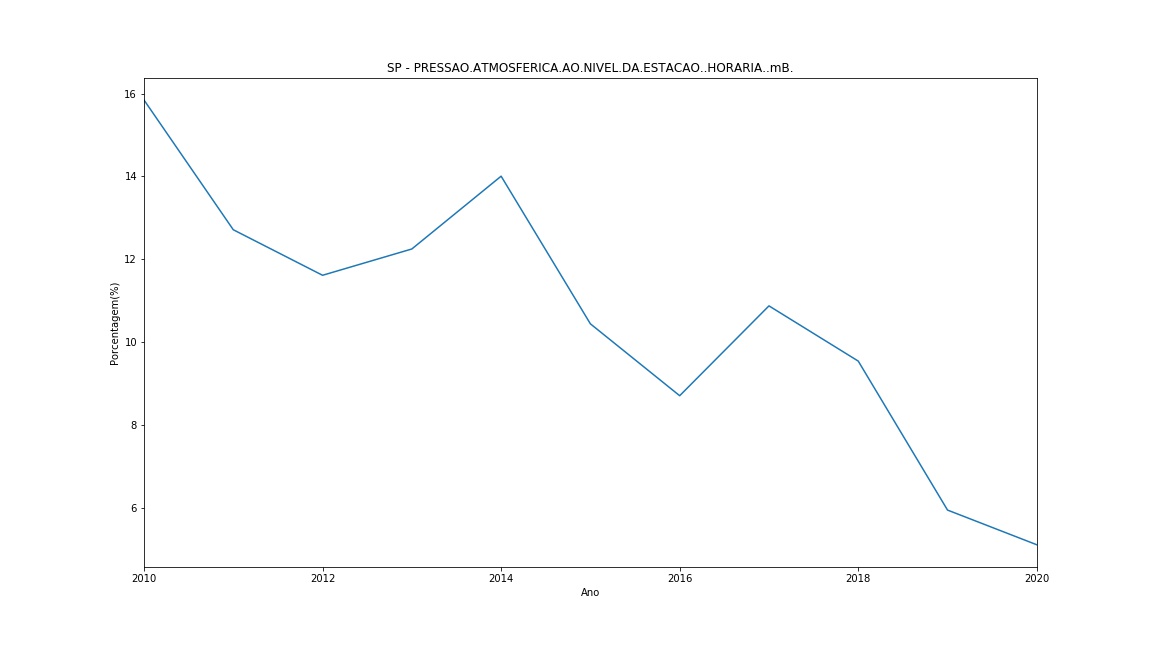 SP - PRESSAO.ATMOSFERICA.AO.NIVEL.DA.ESTACAO..HORARIA..mB.
16
14
12
10
8
6
Porcentagem(%)
2010 2012 2014 2016 2018 2020
Ano